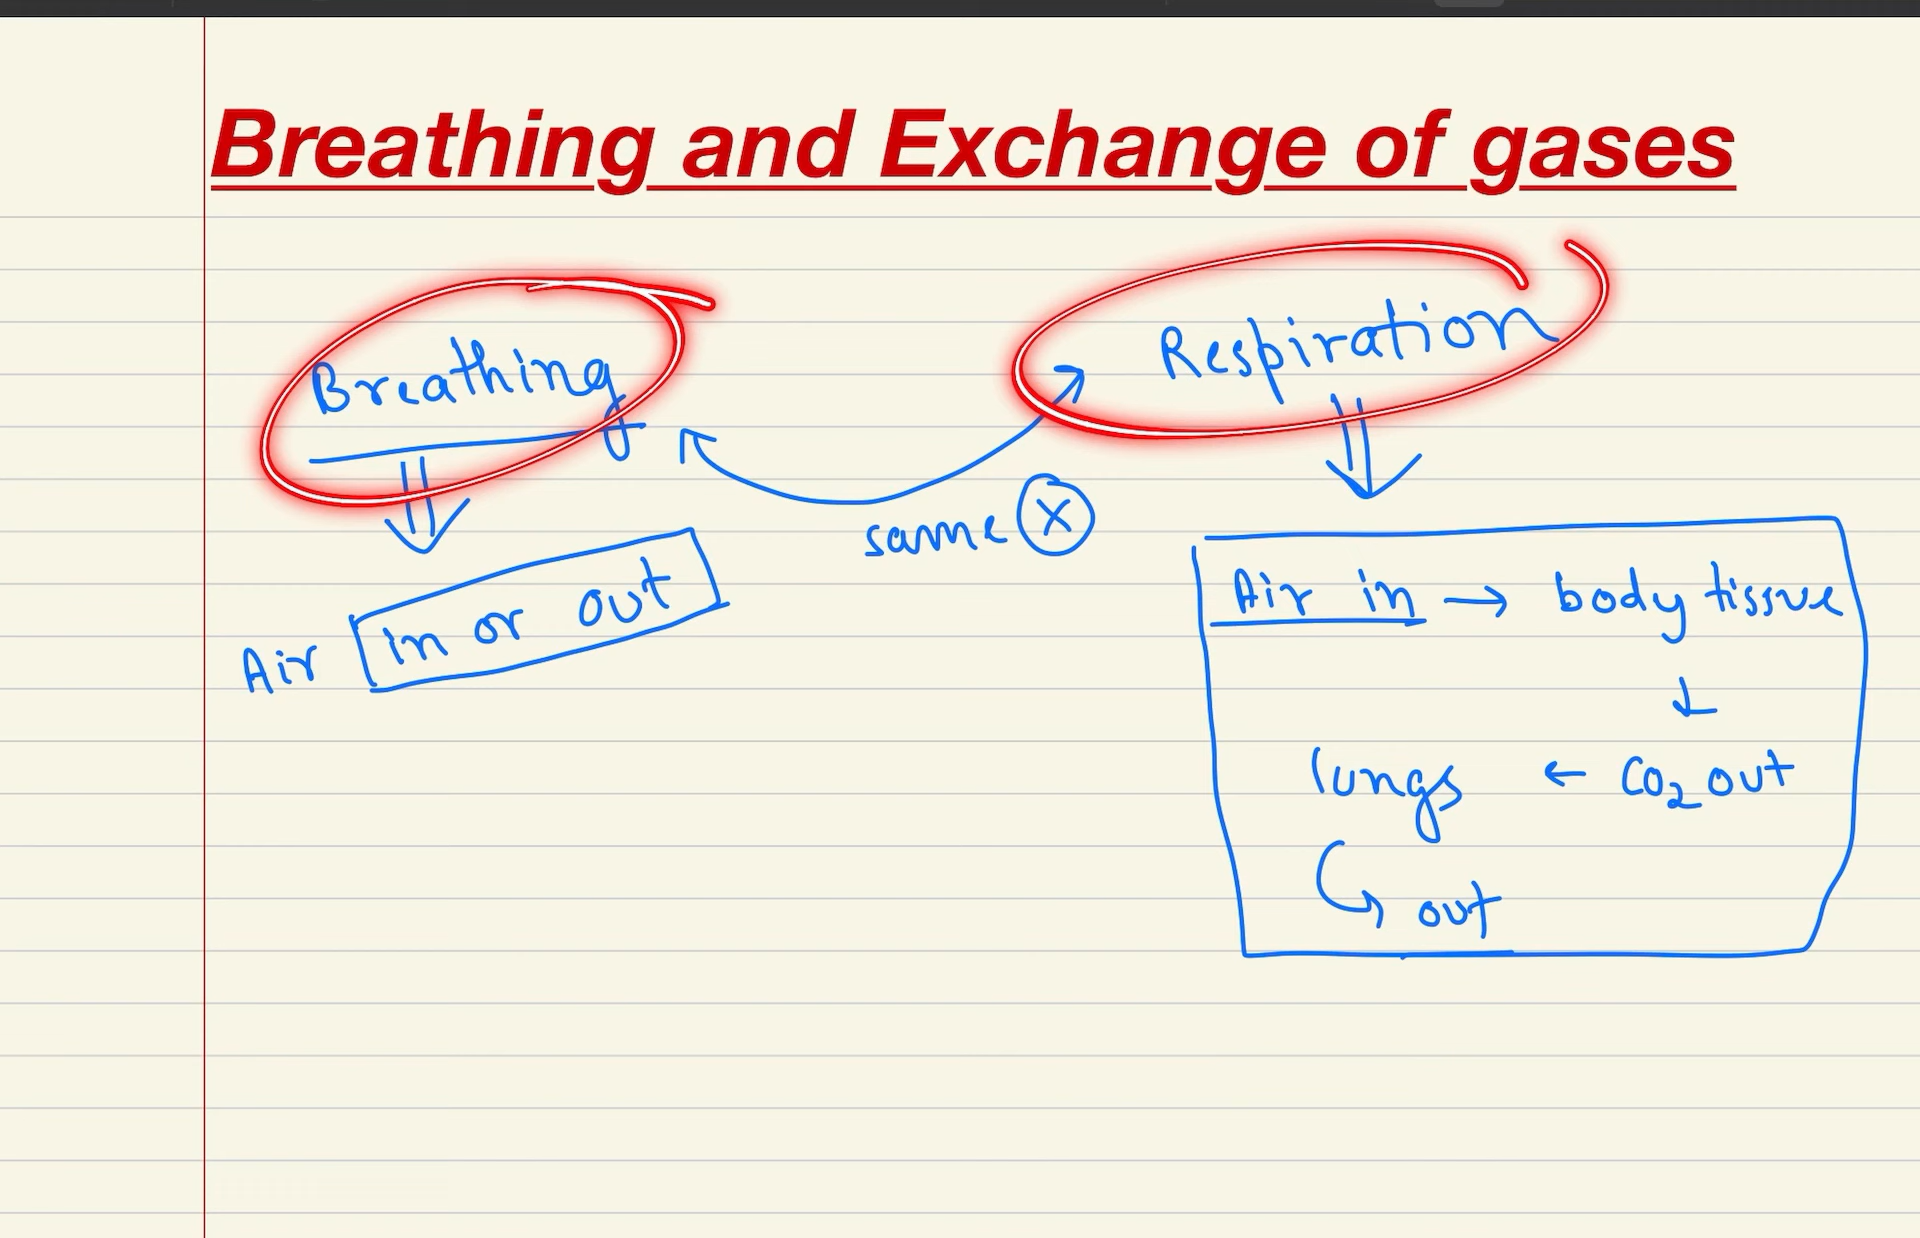 Breathing and Exchange of gases
Breathing
Respiration
same X
Air in or out
Air in → body tissue
↓
lungs ← CO₂ out
↳ out